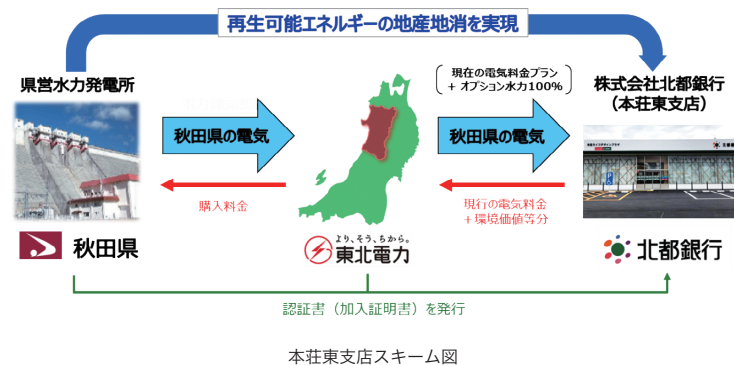 再生可能エネルギーの地産地消を実現
県営水力発電所
現在の電気料金プラン
+ オプション水力100%
株式会社北都銀行
（本荘東支店）
秋田県の電気
秋田県の電気
購入料金
現行の電気料金
+環境価値等分
秋田県
より、そう、ちから。
東北電力
北都銀行
認証書（加入証明書）を発行
本荘東支店スキーム図